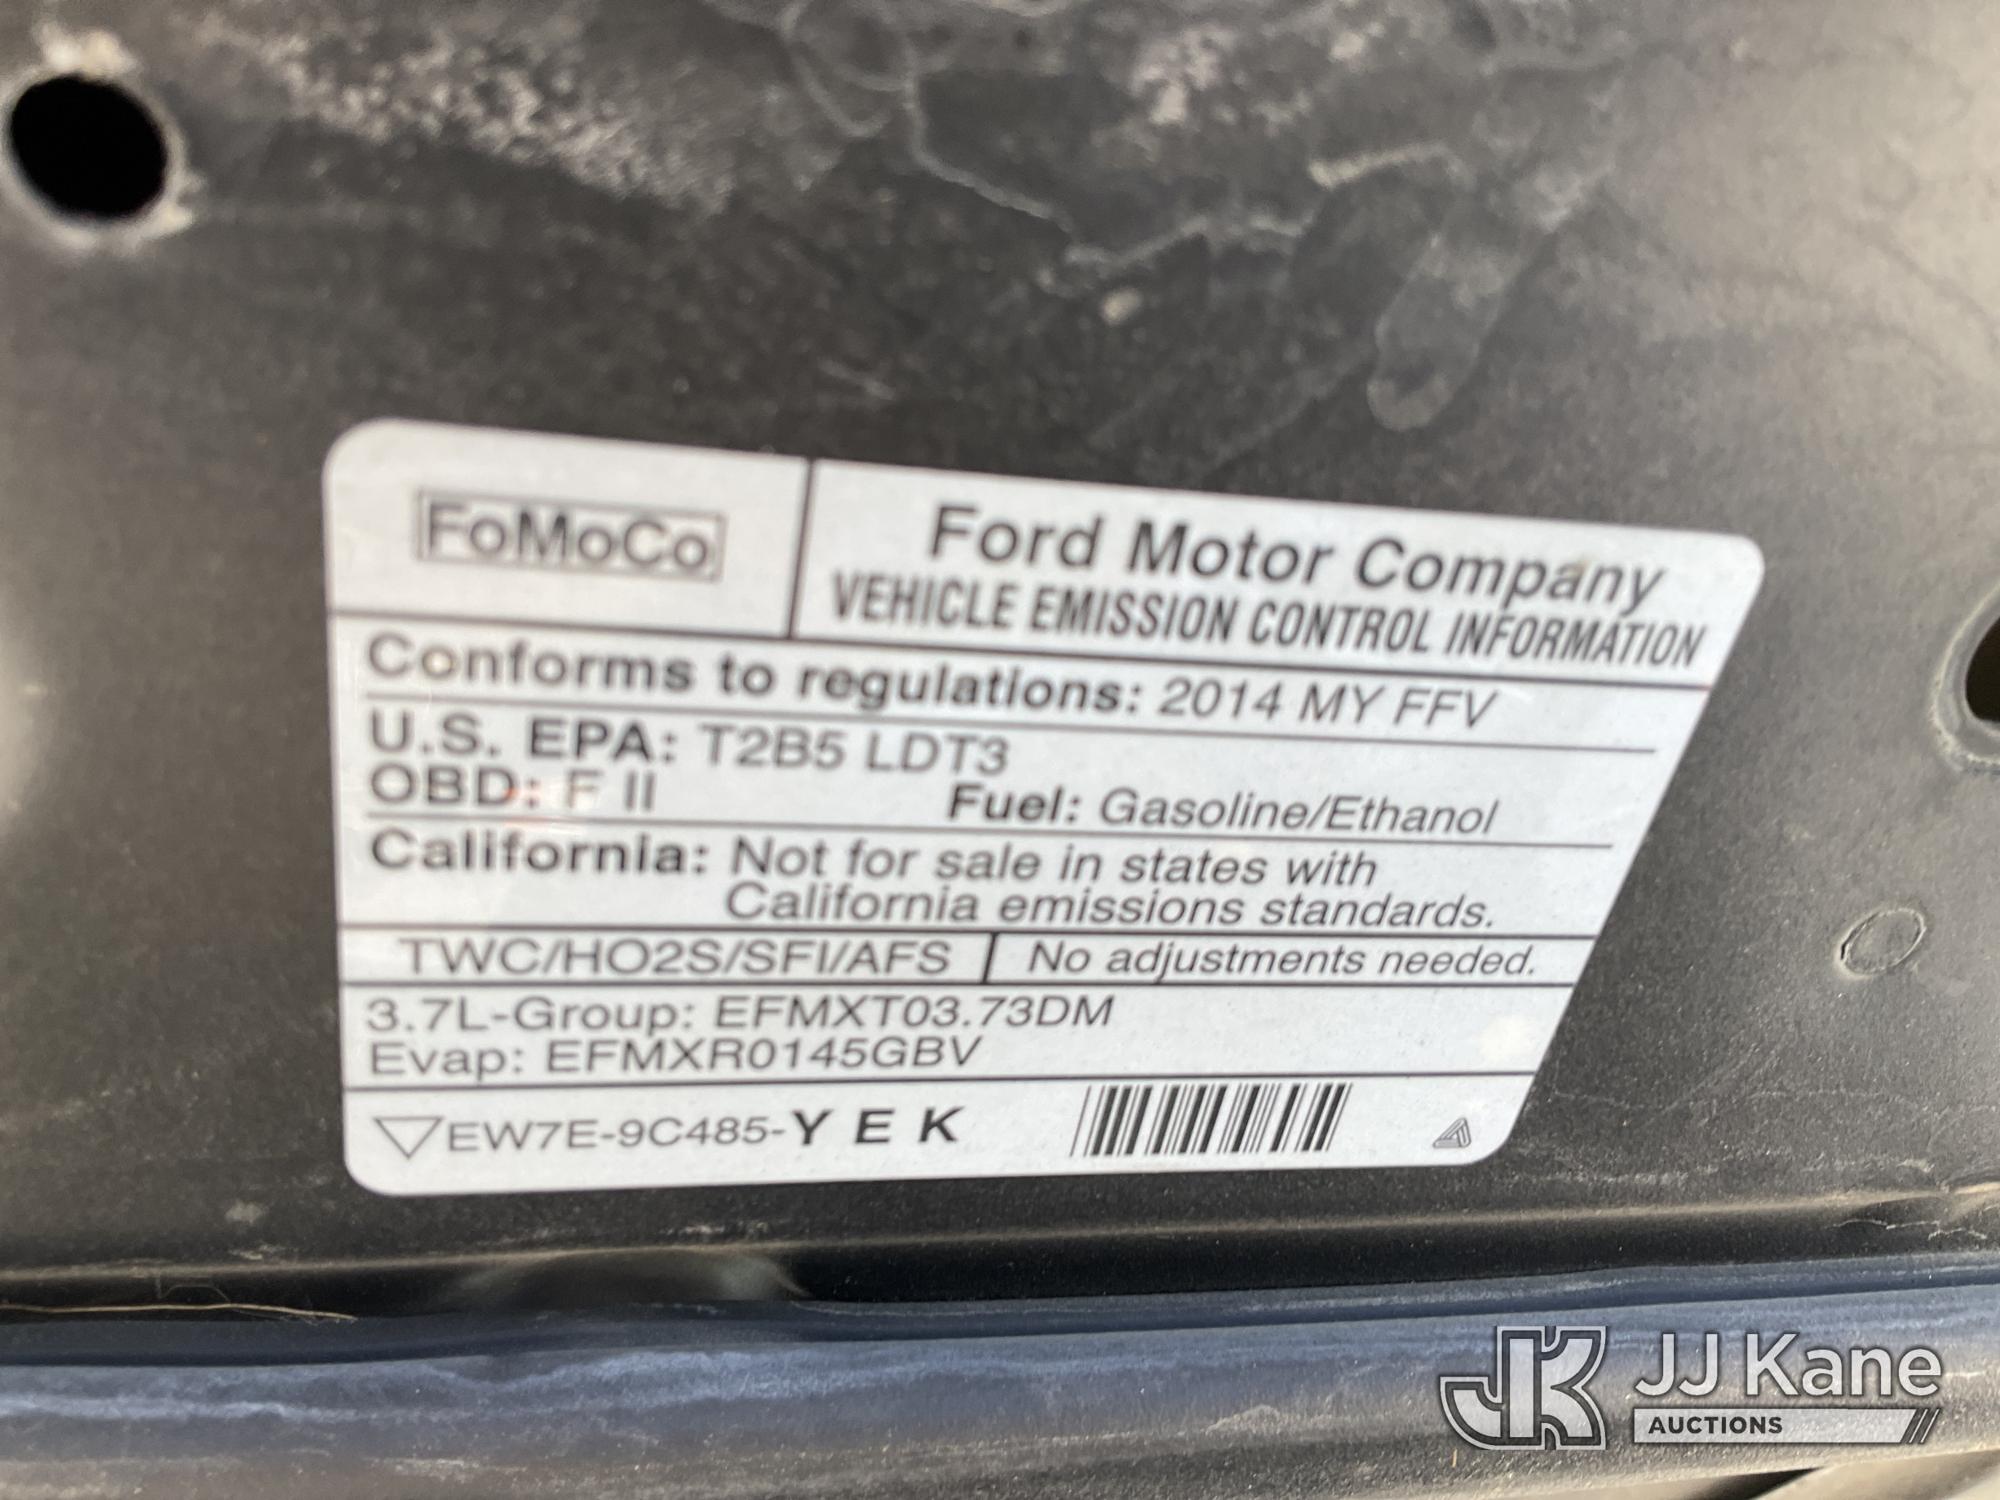 FoMoCo
Ford Motor Company
VEHICLE EMISSION CONTROL INFORMATION
Conforms to regulations: 2014 MY FFV
U.S. EPA: T2B5 LDT3
OBD: F II Fuel: Gasoline/Ethanol
California: Not for sale in states with
California emissions standards.
TWC/HO2S/SFI/AFS No adjustments needed.
3.7L-Group: EFMXT03.73DM
Evap: EFMXR0145GBV
EW7E-9C485-Y E K
JK JJ Kane
AUCTIONS